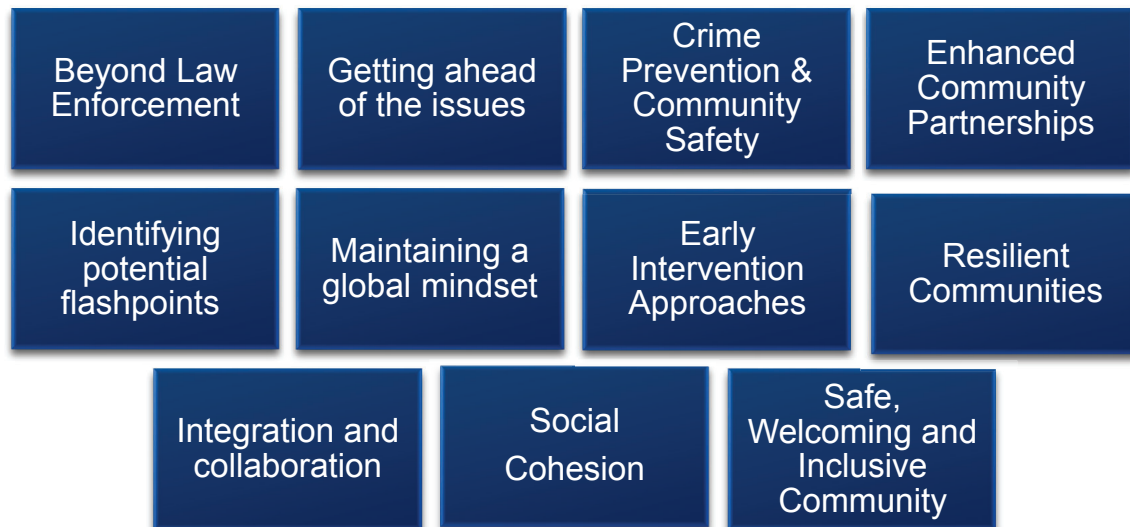 Beyond Law
Enforcement
Getting ahead
of the issues
Crime
Prevention &
Community
Safety
Enhanced
Community
Partnerships
Identifying
potential
flashpoints
Maintaining a
global mindset
Early
Intervention
Approaches
Resilient
Communities
Integration and
collaboration
Social
Cohesion
Safe,
Welcoming and
Inclusive
Community